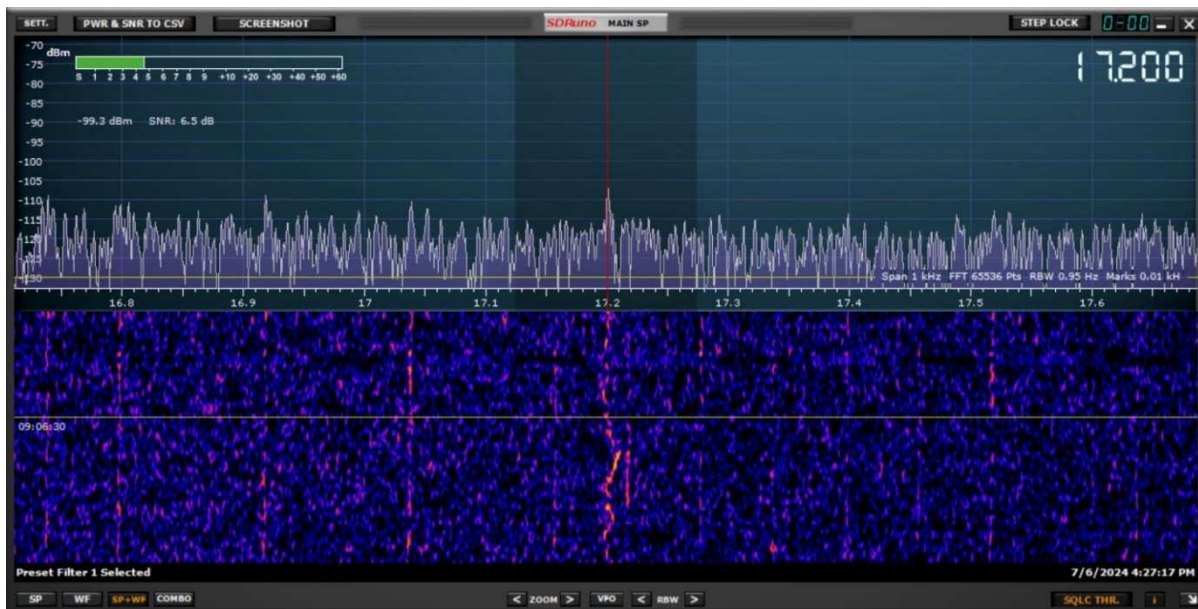 SETT. PWR & SNR TO CSV SCREENSHOT SDRuno MAIN SP STEP LOCK 0-00
-70
dBm
-75
S 1 2 3 4 5 6 7 8 9 +10 +20 +30 +40 +50 +60
17.200
-80
-85
-90
-99.3 dBm SNR: 6.5 dB
-95
-100
-105
-110
-115
-120
-125
-130
Span 1 kHz FFT 65536 Pts RBW 0.95 Hz Marks 0.01 kH
16.8 16.9 17 17.1 17.2 17.3 17.4 17.5 17.6
09:06:30
Preset Filter 1 Selected 7/6/2024 4:27:17 PM
SP WF SP+WF COMBO < ZOOM > VFO < RBW > SQLC THR. i